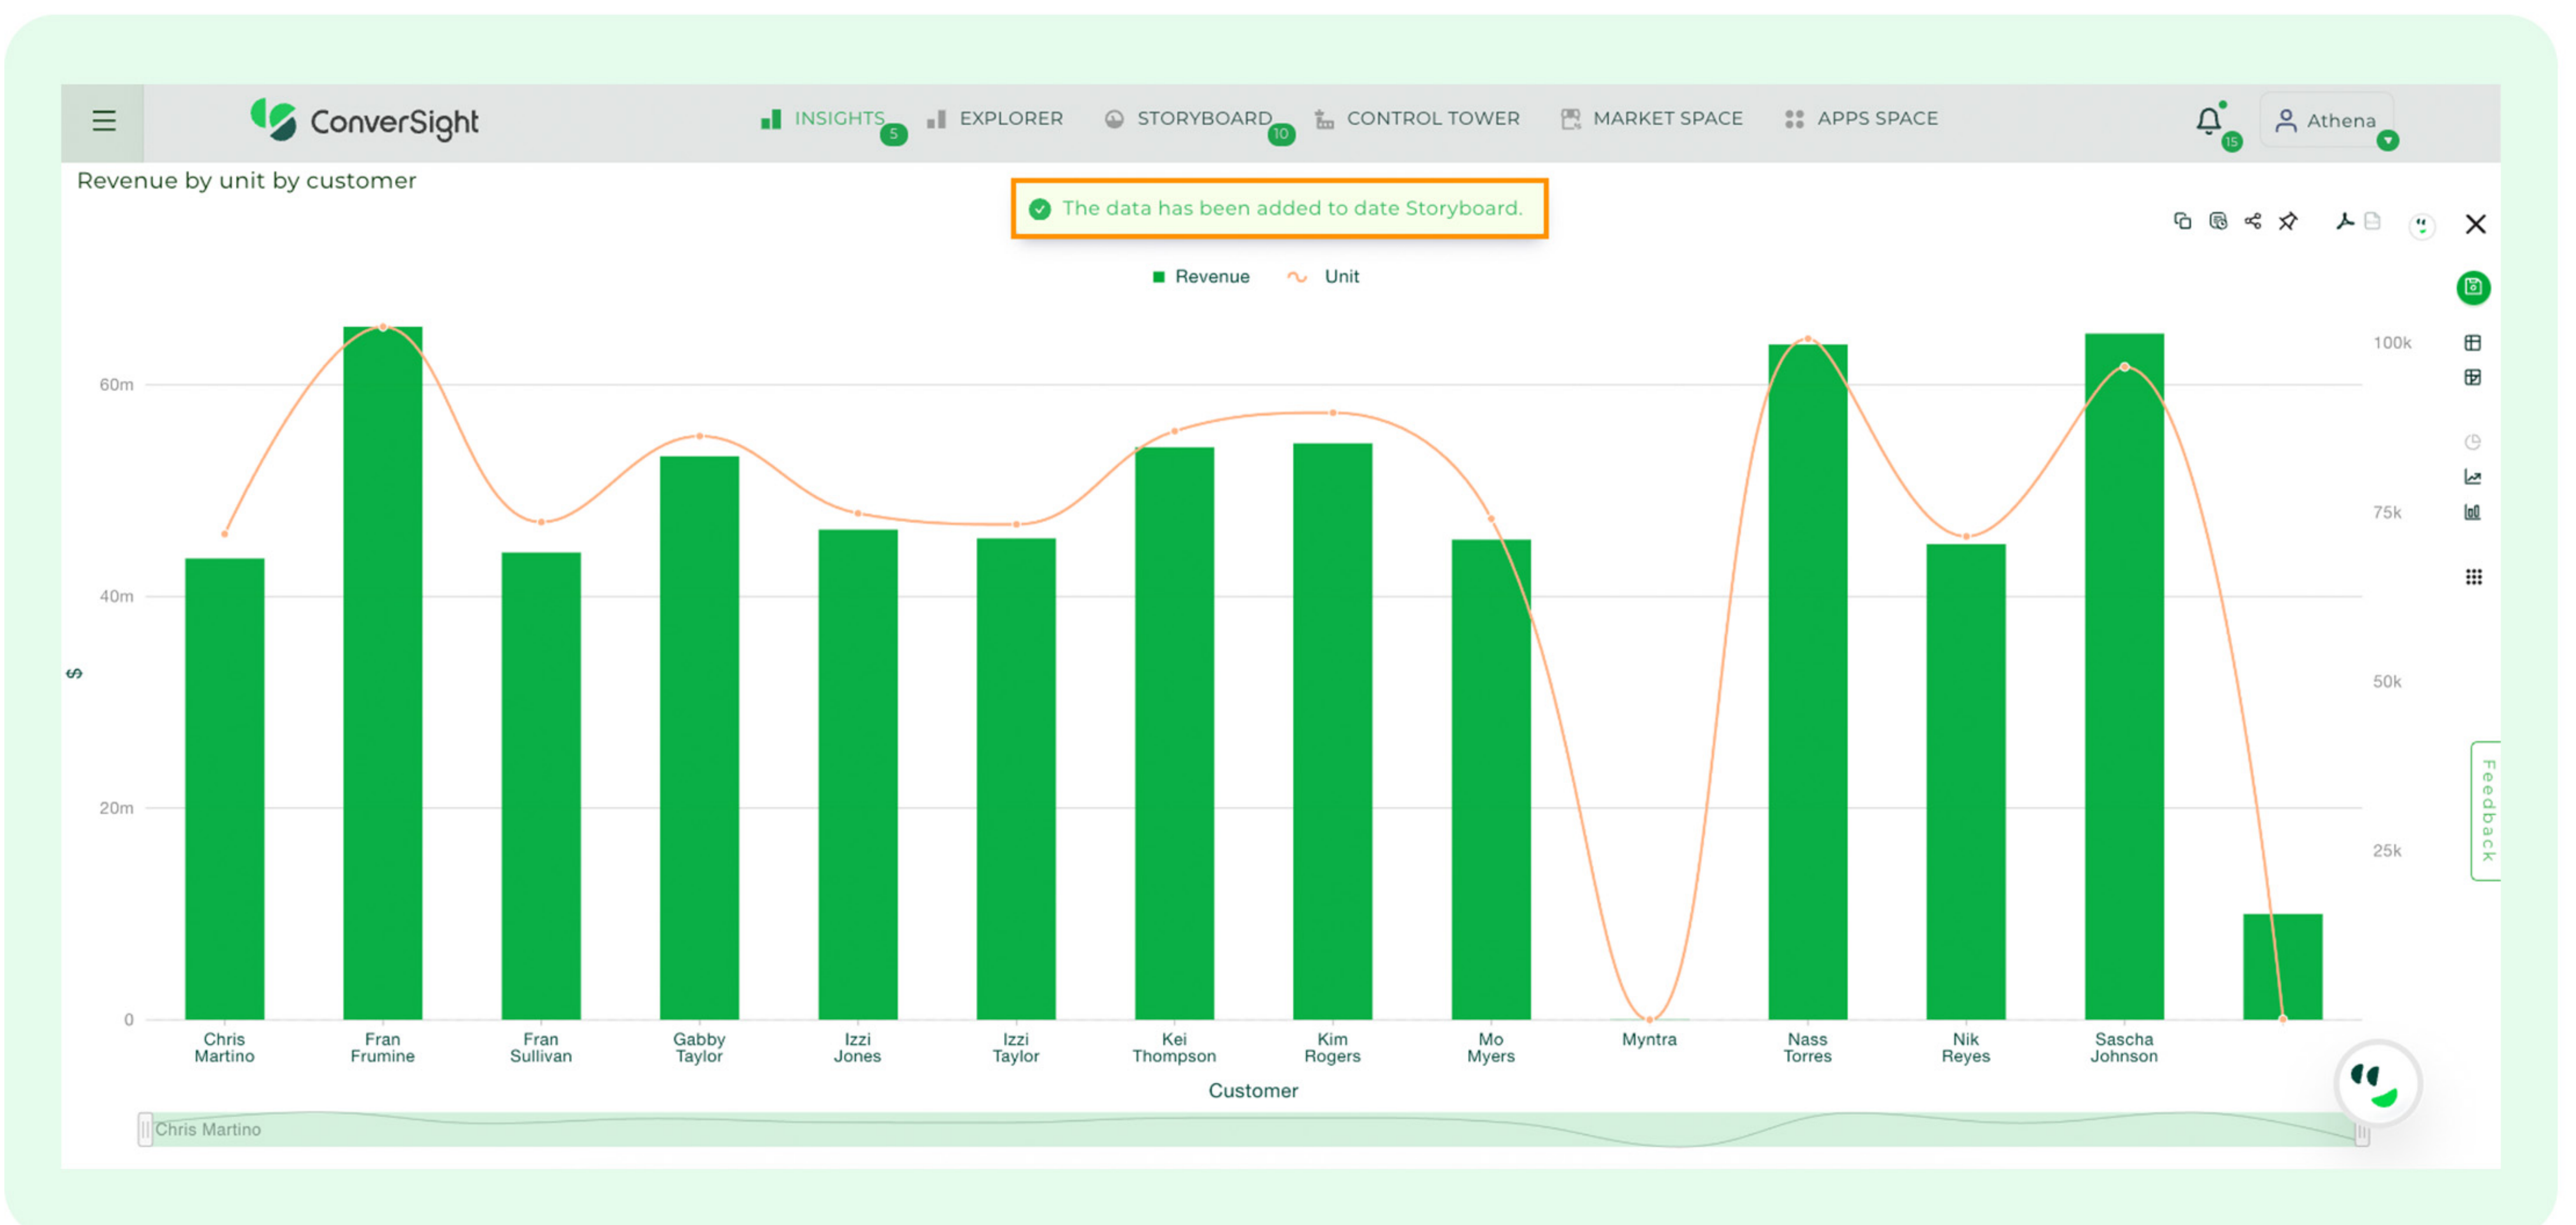 ConverSight
INSIGHTS
5
EXPLORER
STORYBOARD
10
CONTROL TOWER
MARKET SPACE
APPS SPACE
15
Athena
Revenue by unit by customer
The data has been added to date Storyboard.
Revenue
Unit
60m
40m
20m
0
$
100k
75k
50k
25k
Feedback
Chris
Martino
Fran
Frumine
Fran
Sullivan
Gabby
Taylor
Izzi
Jones
Izzi
Taylor
Kei
Thompson
Kim
Rogers
Mo
Myers
Myntra
Nass
Torres
Nik
Reyes
Sascha
Johnson
Customer
Chris Martino